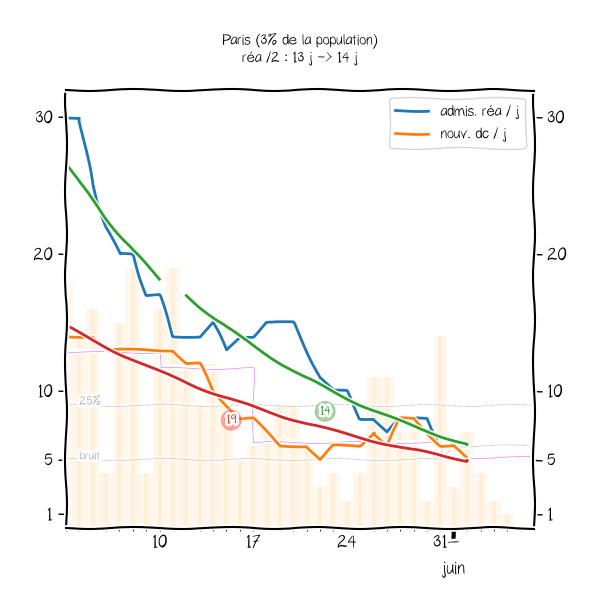 Paris (3% de la population)
réa /2 : 13 j -> 14 j
admis. réa / j
nouv. dc / j
30
30
20
20
10
10
25%
14
19
bruit
5
5
1
1
10
17
24
31
juin